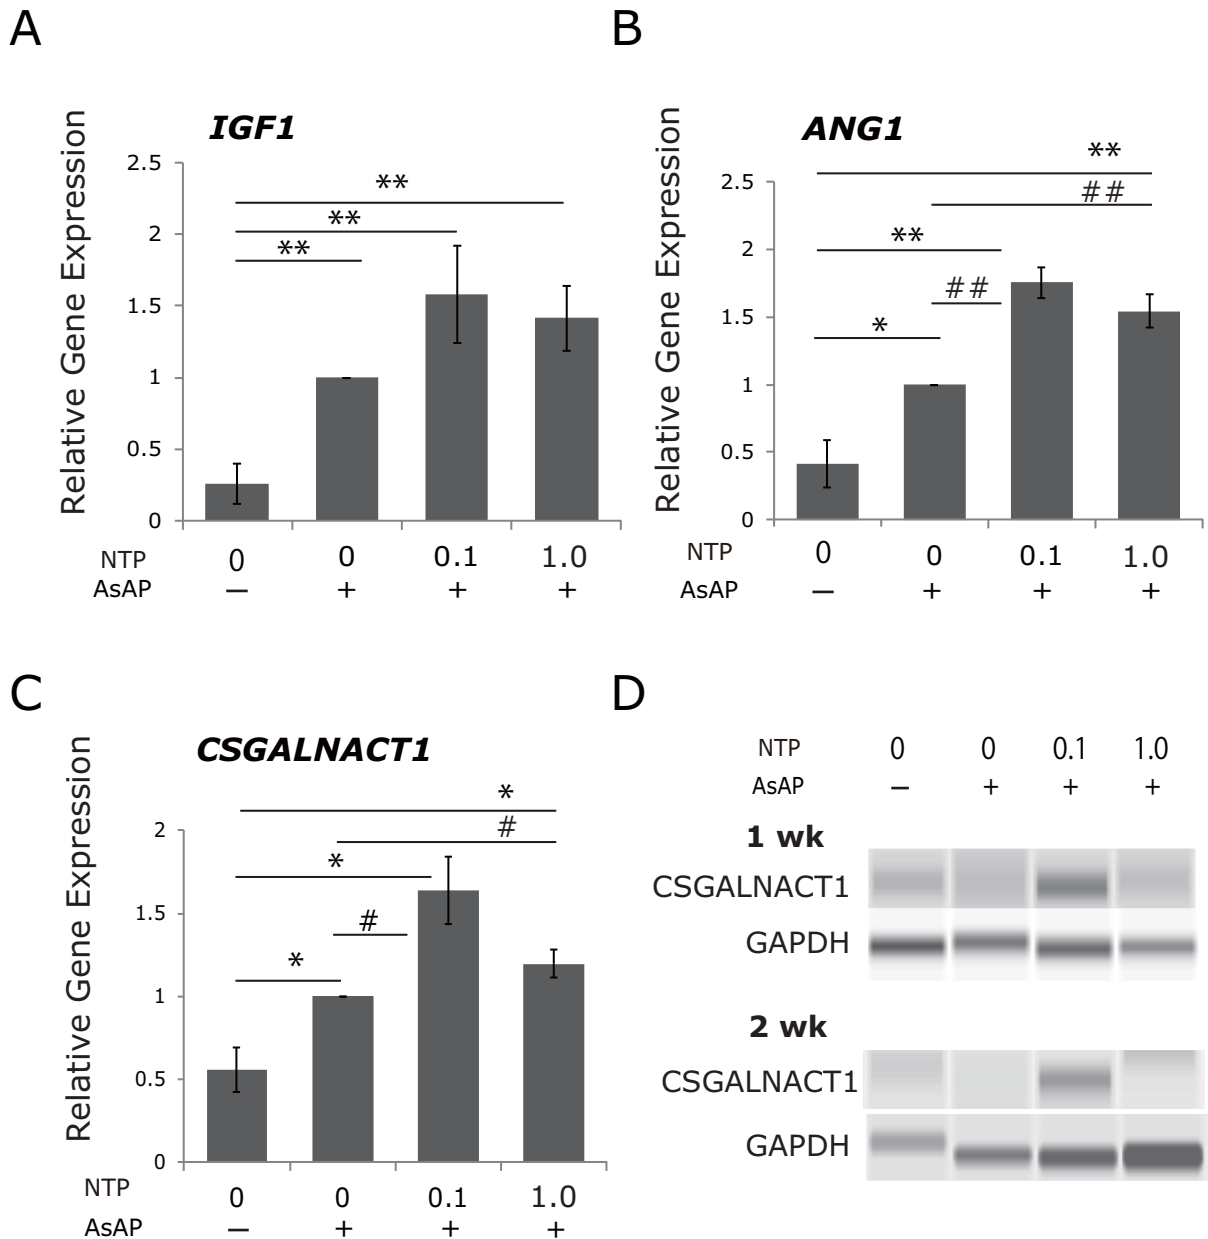 A
IGF1
Relative Gene Expression
2.5
2
1.5
1
0.5
0
**
**
**
NTP 0 0 0.1 1.0
AsAP − + + +
B
ANG1
Relative Gene Expression
2.5
2
1.5
1
0.5
0
**
##
**
##
*
NTP 0 0 0.1 1.0
AsAP − + + +
C
CSGALNACT1
Relative Gene Expression
2
1.5
1
0.5
0
*
#
*
#
*
NTP 0 0 0.1 1.0
AsAP − + + +
D
NTP 0 0 0.1 1.0
AsAP − + + +
1 wk
CSGALNACT1
GAPDH
2 wk
CSGALNACT1
GAPDH